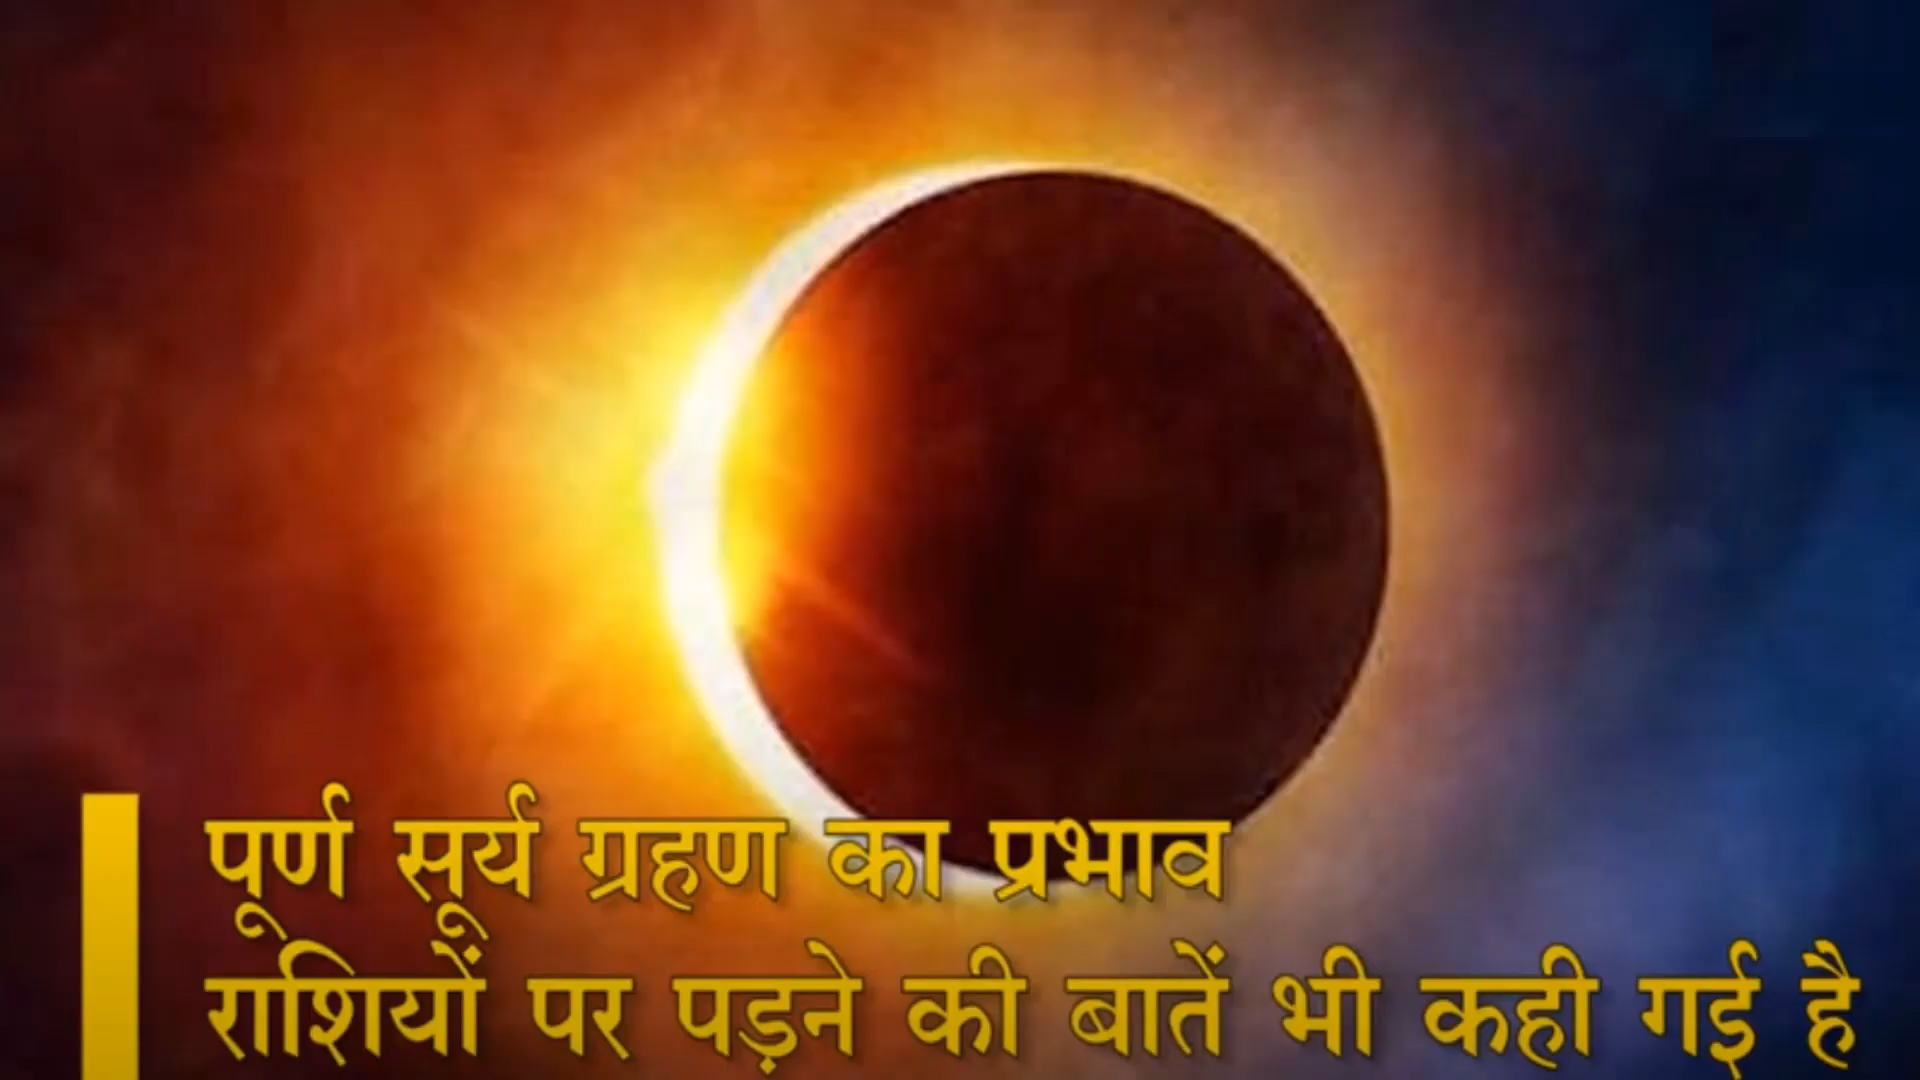 पूर्ण सूर्य ग्रहण का प्रभाव
राशियों पर पड़ने की बातें भी कही गई है